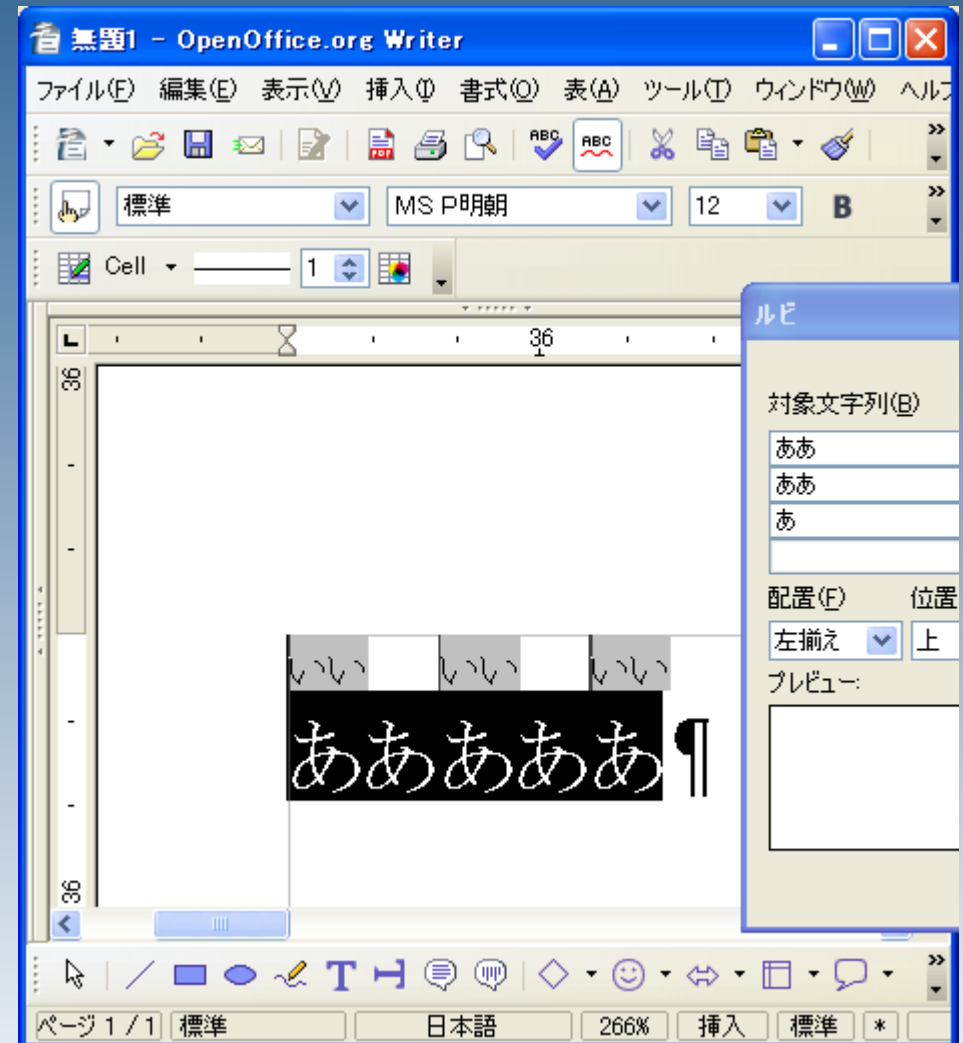 無題1 - OpenOffice.org Writer
ファイル(F) 編集(E) 表示(V) 挿入(I) 書式(O) 表(A) ツール(T) ウィンドウ(W) ヘルプ
PDF ABC ABC
標準 MS P明朝 12 B
Cell 1
ルビ
36
36
対象文字列(B)
ああ
ああ
あ
配置(F) 位置
左揃え 上
プレビュー:
いい いい いい
あああああ¶
36
T
ページ 1 / 1 標準 日本語 266% 挿入 標準 *